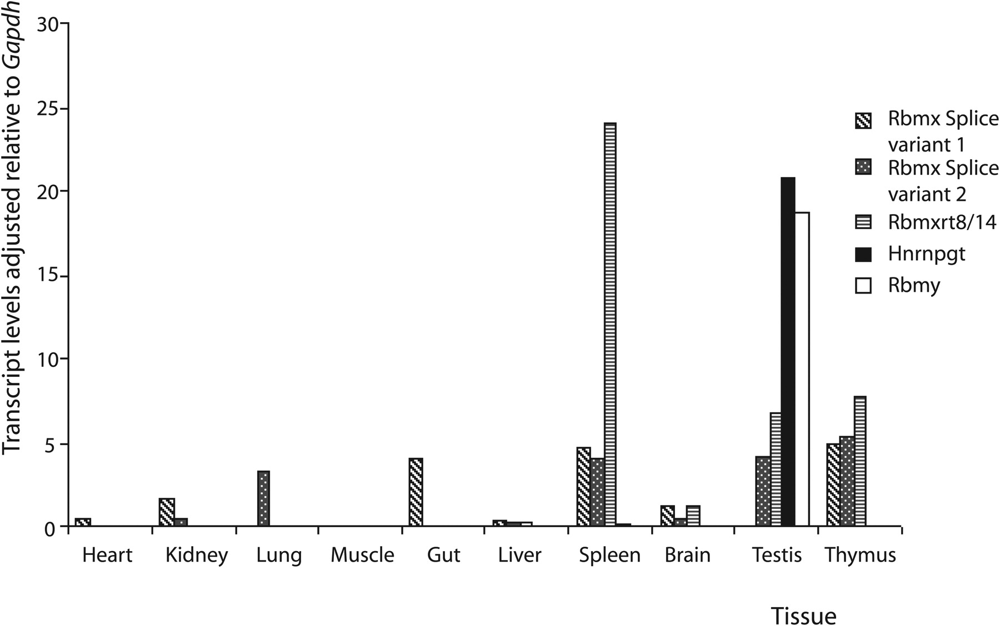 Transcript levels adjusted relative to Gapdh
30
25
20
15
10
5
0
Rbmx Splice
variant 1
Rbmx Splice
variant 2
Rbmxrt8/14
Hnrnpgt
Rbmy
Heart Kidney Lung Muscle Gut Liver Spleen Brain Testis Thymus
Tissue